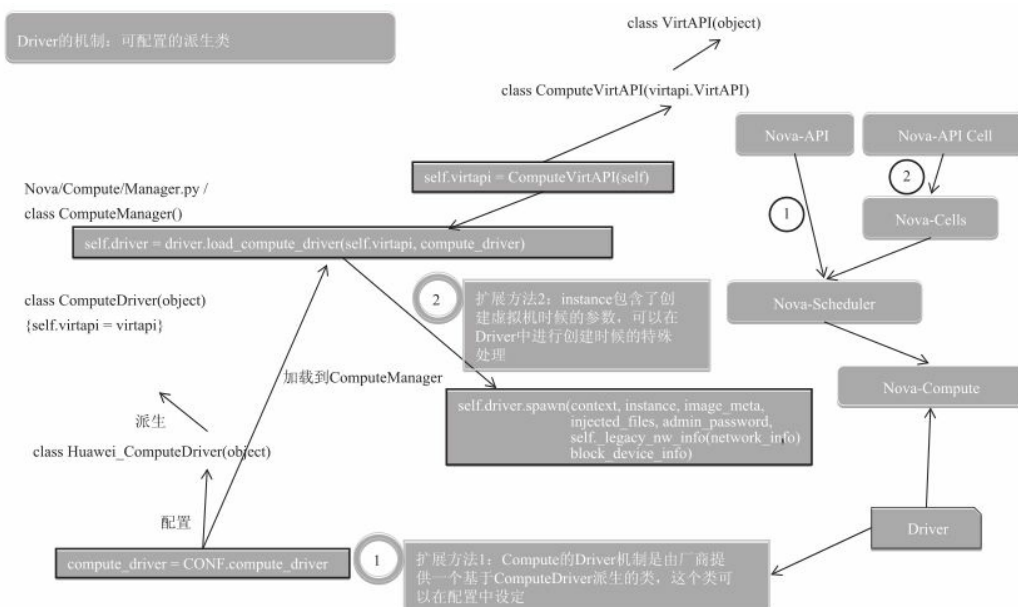 Driver的机制：可配置的派生类
class VirtAPI(object)
class ComputeVirtAPI(virtapi.VirtAPI)
Nova-API
Nova-API Cell
self.virtapi = ComputeVirtAPI(self)
1
2
Nova-Cells
Nova/Compute/Manager.py /
class ComputeManager()
self.driver = driver.load_compute_driver(self.virtapi, compute_driver)
class ComputeDriver(object)
{self.virtapi = virtapi}
2
扩展方法2：instance包含了创
建虚拟机时候的参数，可以在
Driver中进行创建时候的特殊
处理
Nova-Scheduler
加载到ComputeManager
Nova-Compute
self.driver.spawn(context, instance, image_meta,
injected_files, admin_password,
self._legacy_nw_info(network_info)
block_device_info)
派生
class Huawei_ComputeDriver(object)
配置
Driver
compute_driver = CONF.compute_driver
1
扩展方法1：Compute的Driver机制是由厂商提
供一个基于ComputeDriver派生的类，这个类可
以在配置中设定